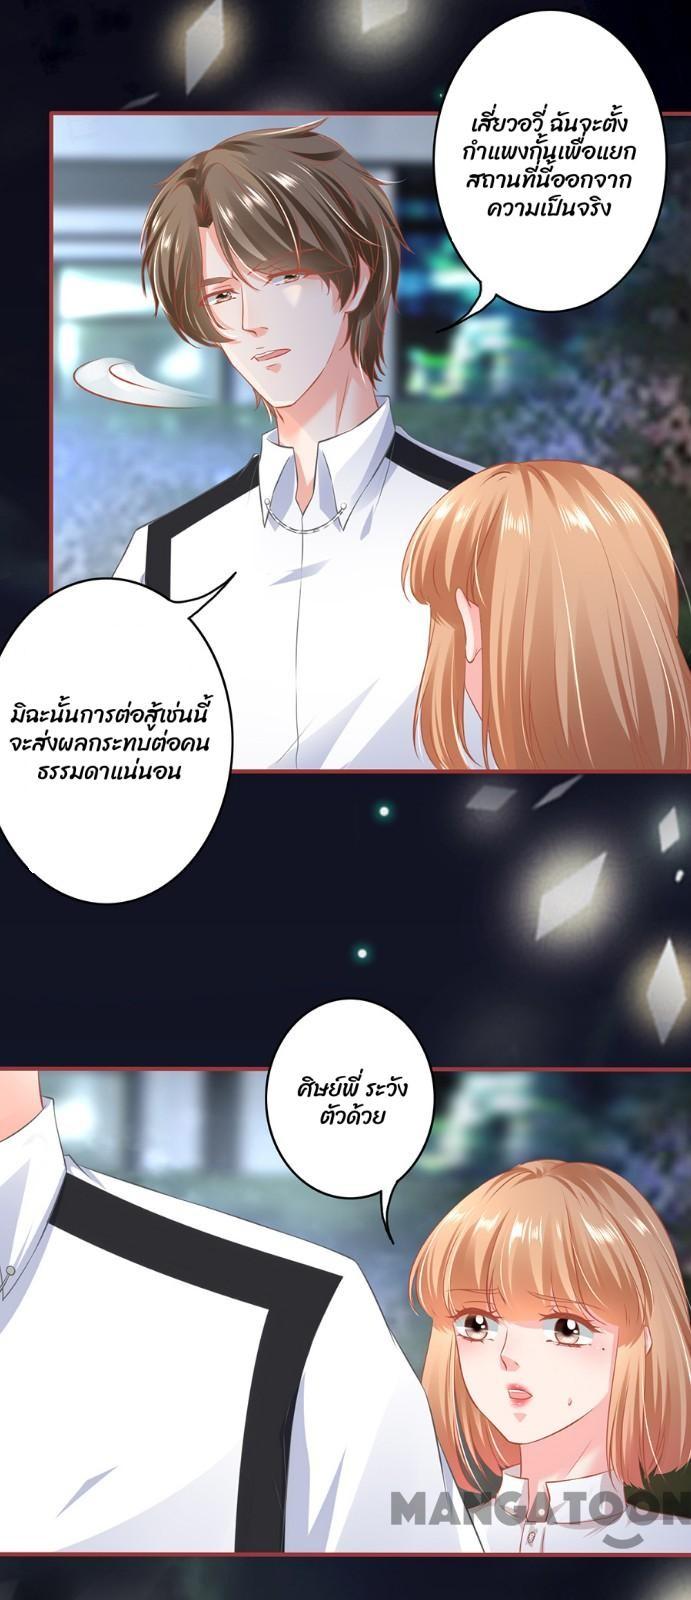 เสี่ยวอวี่ ฉันจะตั้ง
กำแพงกั้นเพื่อแยก
สถานที่นี้ออกจาก
ความเป็นจริง
มิฉะนั้นการต่อสู้เช่นนี้
จะส่งผลกระทบต่อคน
ธรรมดาแน่นอน
ศิษย์พี่ ระวัง
ตัวด้วย
MANGATOON